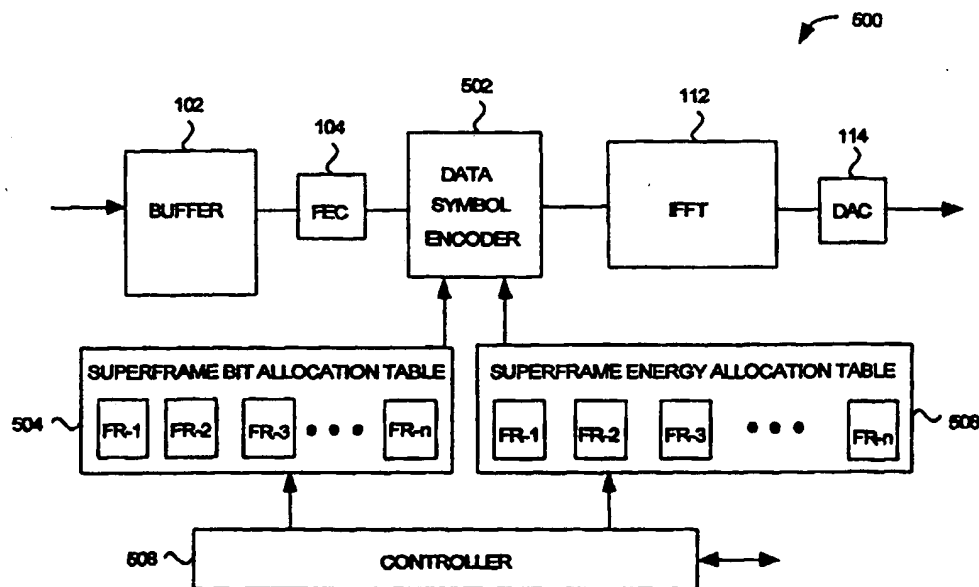 500
102
104
502
112
114
BUFFER
FEC
DATA
SYMBOL
ENCODER
IFFT
DAC
SUPERFRAME BIT ALLOCATION TABLE
SUPERFRAME ENERGY ALLOCATION TABLE
504
FR-1 FR-2 FR-3 • • • FR-n
FR-1 FR-2 FR-3 • • • FR-n
508
508
CONTROLLER